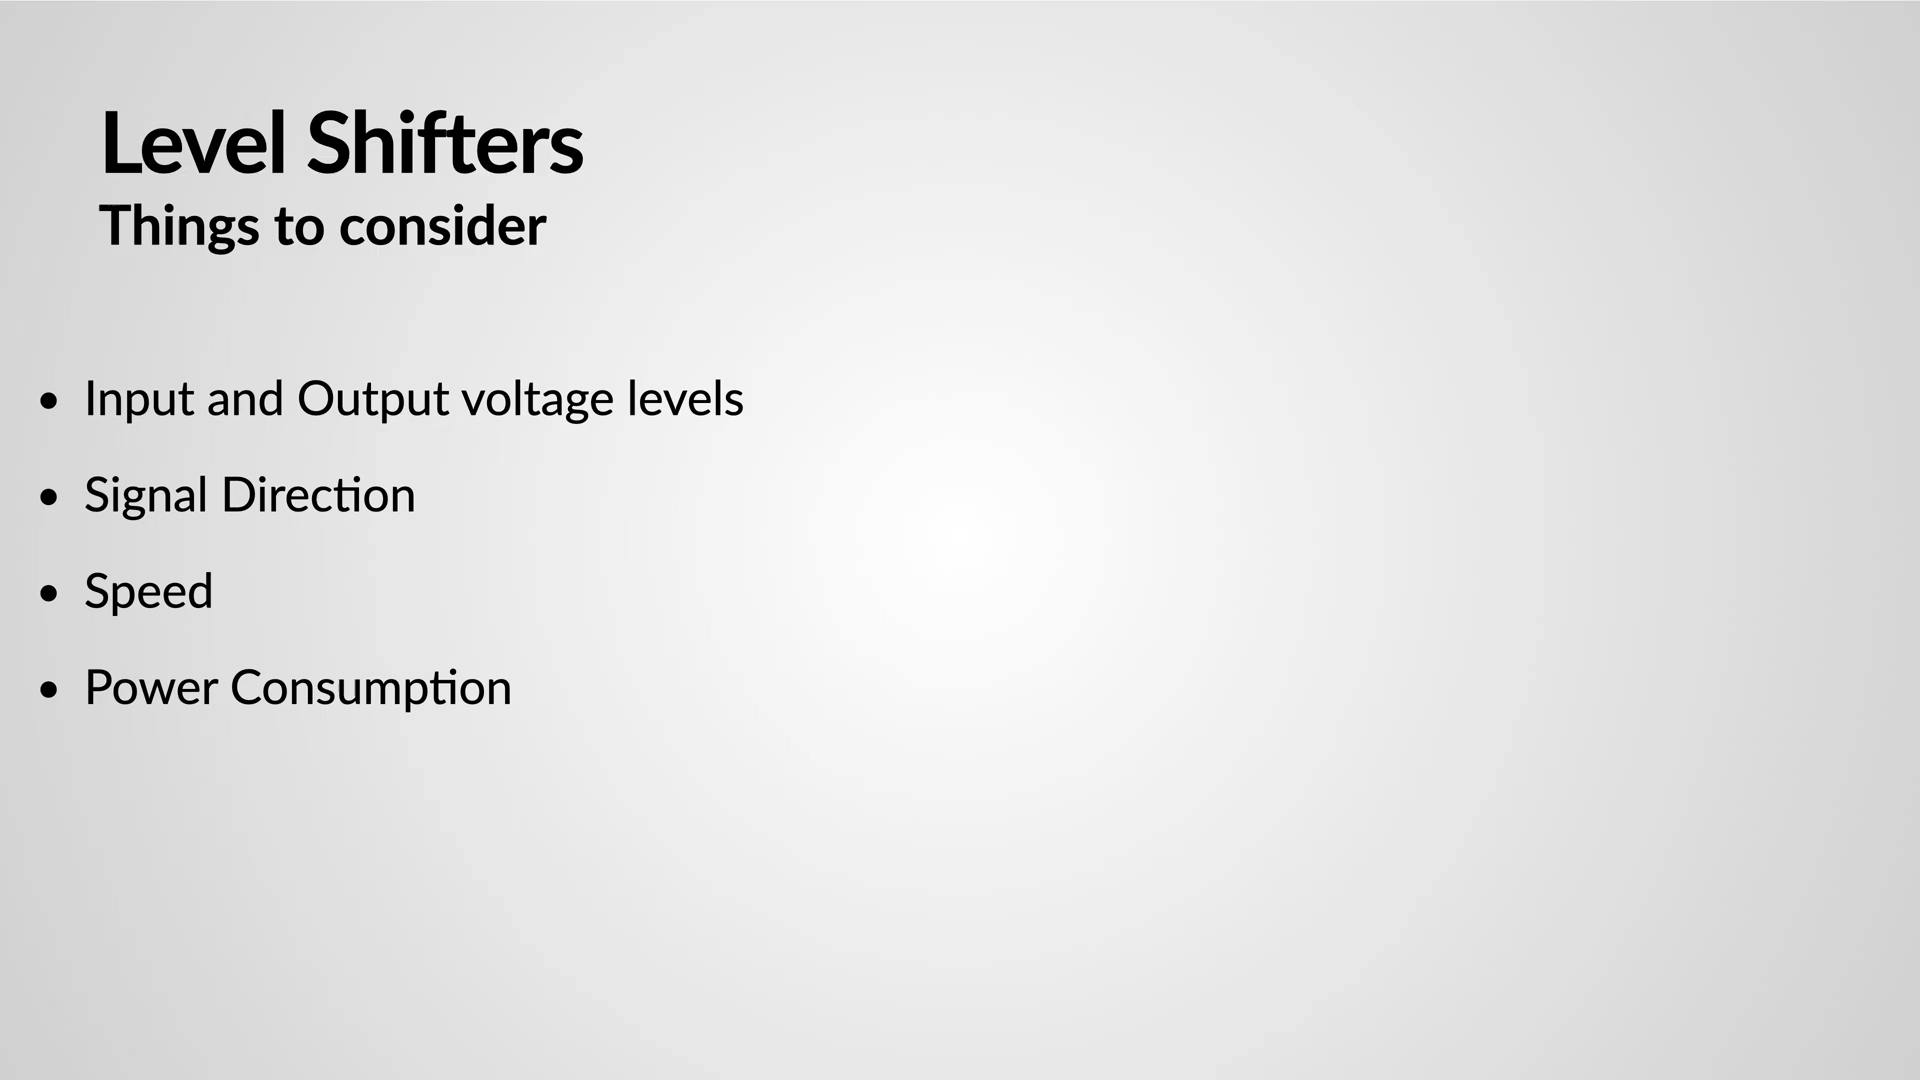 Level Shifters
Things to consider
• Input and Output voltage levels
• Signal Direction
• Speed
• Power Consumption